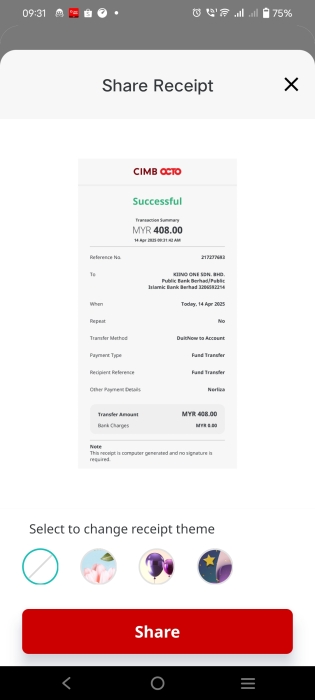 09:31
75%
Share Receipt
CIMB OCTO
Successful
Transaction Summary
MYR 408.00
14 Apr 2025 09:31:42 AM
Reference No. 217277693
To KIINO ONE SDN. BHD.
Public Bank Berhad/Public
Islamic Bank Berhad 3206592214
When Today, 14 Apr 2025
Repeat No
Transfer Method DuitNow to Account
Payment Type Fund Transfer
Recipient Reference Fund Transfer
Other Payment Details Norliza
Transfer Amount MYR 408.00
Bank Charges MYR 0.00
Note
This receipt is computer generated and no signature is
required.
Select to change receipt theme
Share